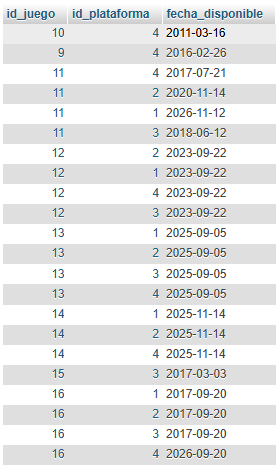 id_juego id_plataforma fecha_disponible
10 4 2011-03-16
9 4 2016-02-26
11 4 2017-07-21
11 2 2020-11-14
11 1 2026-11-12
11 3 2018-06-12
12 2 2023-09-22
12 1 2023-09-22
12 4 2023-09-22
12 3 2023-09-22
13 1 2025-09-05
13 2 2025-09-05
13 3 2025-09-05
13 4 2025-09-05
14 1 2025-11-14
14 2 2025-11-14
14 4 2025-11-14
15 3 2017-03-03
16 1 2017-09-20
16 2 2017-09-20
16 3 2017-09-20
16 4 2026-09-20